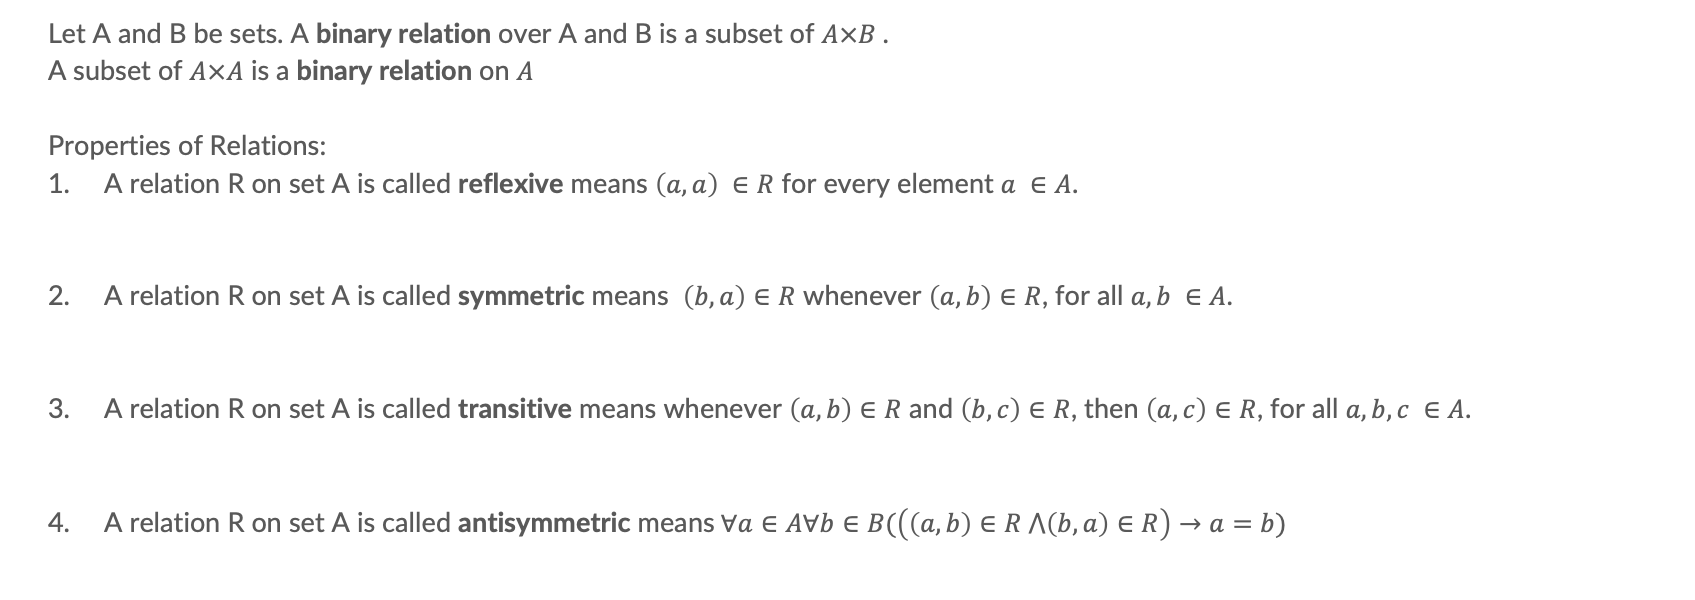 Let A and B be sets. A binary relation over A and B is a subset of A×B .
A subset of A×A is a binary relation on A
Properties of Relations:
1. A relation R on set A is called reflexive means (a, a) ∈ R for every element a ∈ A.
2. A relation R on set A is called symmetric means (b, a) ∈ R whenever (a, b) ∈ R, for all a, b ∈ A.
3. A relation R on set A is called transitive means whenever (a, b) ∈ R and (b, c) ∈ R, then (a, c) ∈ R, for all a, b, c ∈ A.
4. A relation R on set A is called antisymmetric means ∀a ∈ A∀b ∈ B(((a, b) ∈ R ∧(b, a) ∈ R) → a = b)